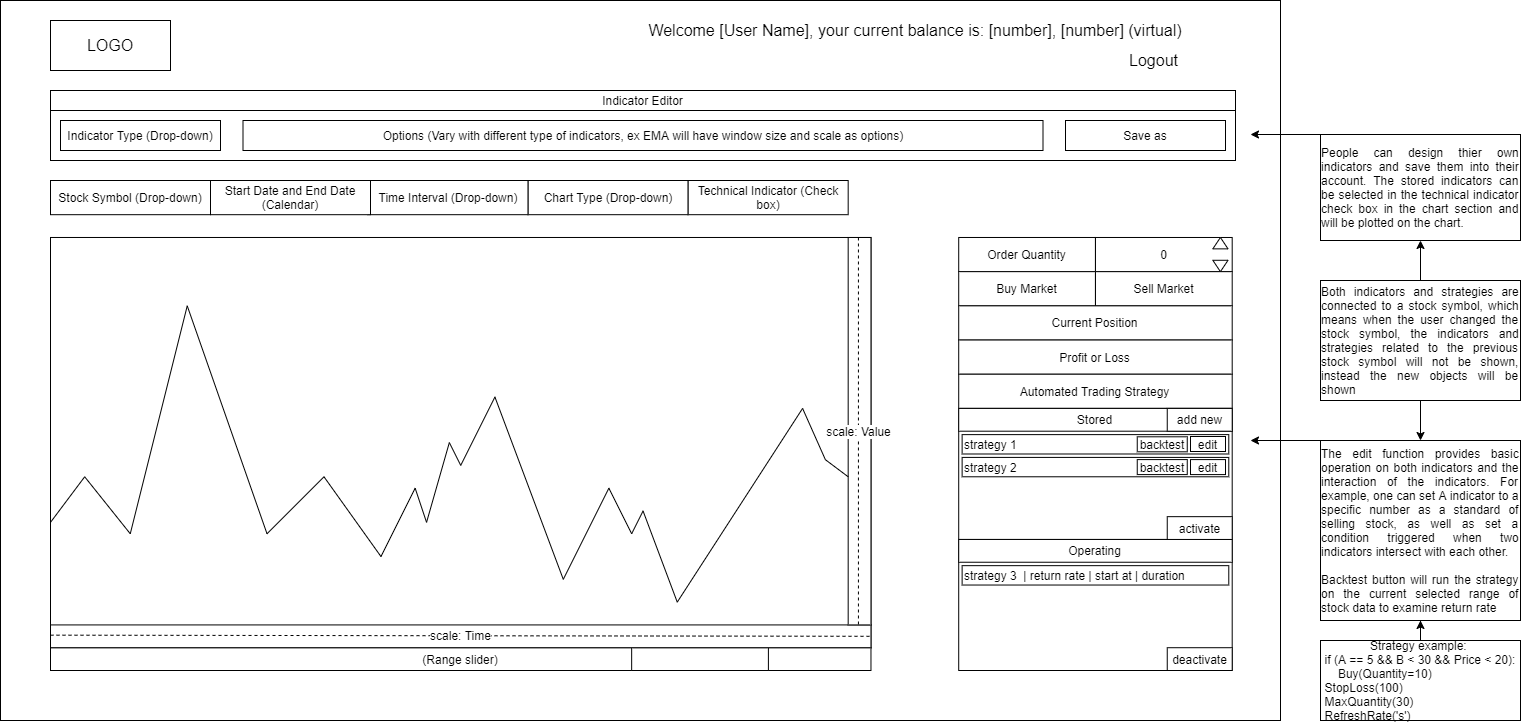 LOGO
Welcome [User Name], your current balance is: [number], [number] (virtual)
Logout
Indicator Editor
Indicator Type (Drop-down)
Options (Vary with different type of indicators, ex EMA will have window size and scale as options)
Save as
Stock Symbol (Drop-down)
Start Date and End Date
(Calendar)
Time Interval (Drop-down)
Chart Type (Drop-down)
Technical Indicator (Check
box)
scale: Value
scale: Time
(Range slider)
Order Quantity
0
Buy Market
Sell Market
Current Position
Profit or Loss
Automated Trading Strategy
Stored
add new
strategy 1
backtest
edit
strategy 2
backtest
edit
activate
Operating
strategy 3 | return rate | start at | duration
deactivate
People can design thier own
indicators and save them into their
account. The stored indicators can
be selected in the technical indicator
check box in the chart section and
will be plotted on the chart.
Both indicators and strategies are
connected to a stock symbol, which
means when the user changed the
stock symbol, the indicators and
strategies related to the previous
stock symbol will not be shown,
instead the new objects will be
shown
The edit function provides basic
operation on both indicators and the
interaction of the indicators. For
example, one can set A indicator to a
specific number as a standard of
selling stock, as well as set a
condition triggered when two
indicators intersect with each other.
Backtest button will run the strategy
on the current selected range of
stock data to examine return rate
Strategy example:
if (A == 5 && B < 30 && Price < 20):
Buy(Quantity=10)
StopLoss(100)
MaxQuantity(30)
RefreshRate('s')